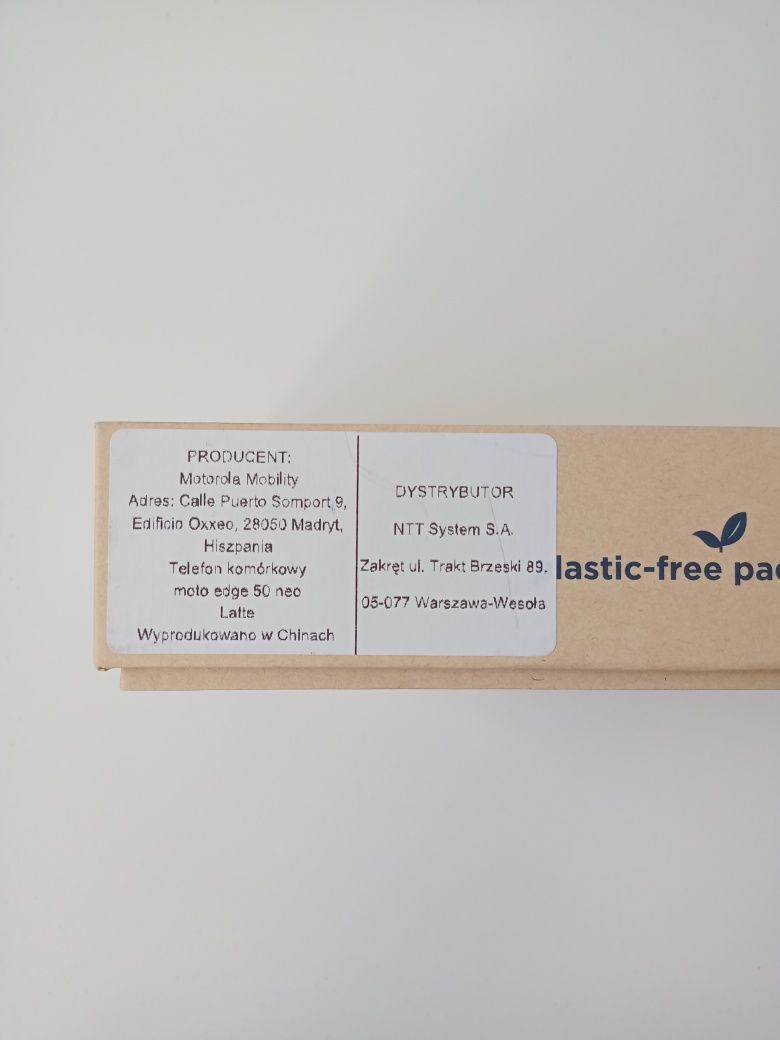 PRODUCENT:
Motorola Mobility
Adres: Calle Puerto Somport,9,
Edificio Oxxeo, 28050 Madryt,
Hiszpania
Telefon komórkowy
moto edge 50 neo
Latte
Wyprodukowano w Chinach
DYSTRYBUTOR
NTT System S.A.
Zakręt ul. Trakt Brzeski 89.
05-077 Warszawa-Wesoła
lastic-free pac